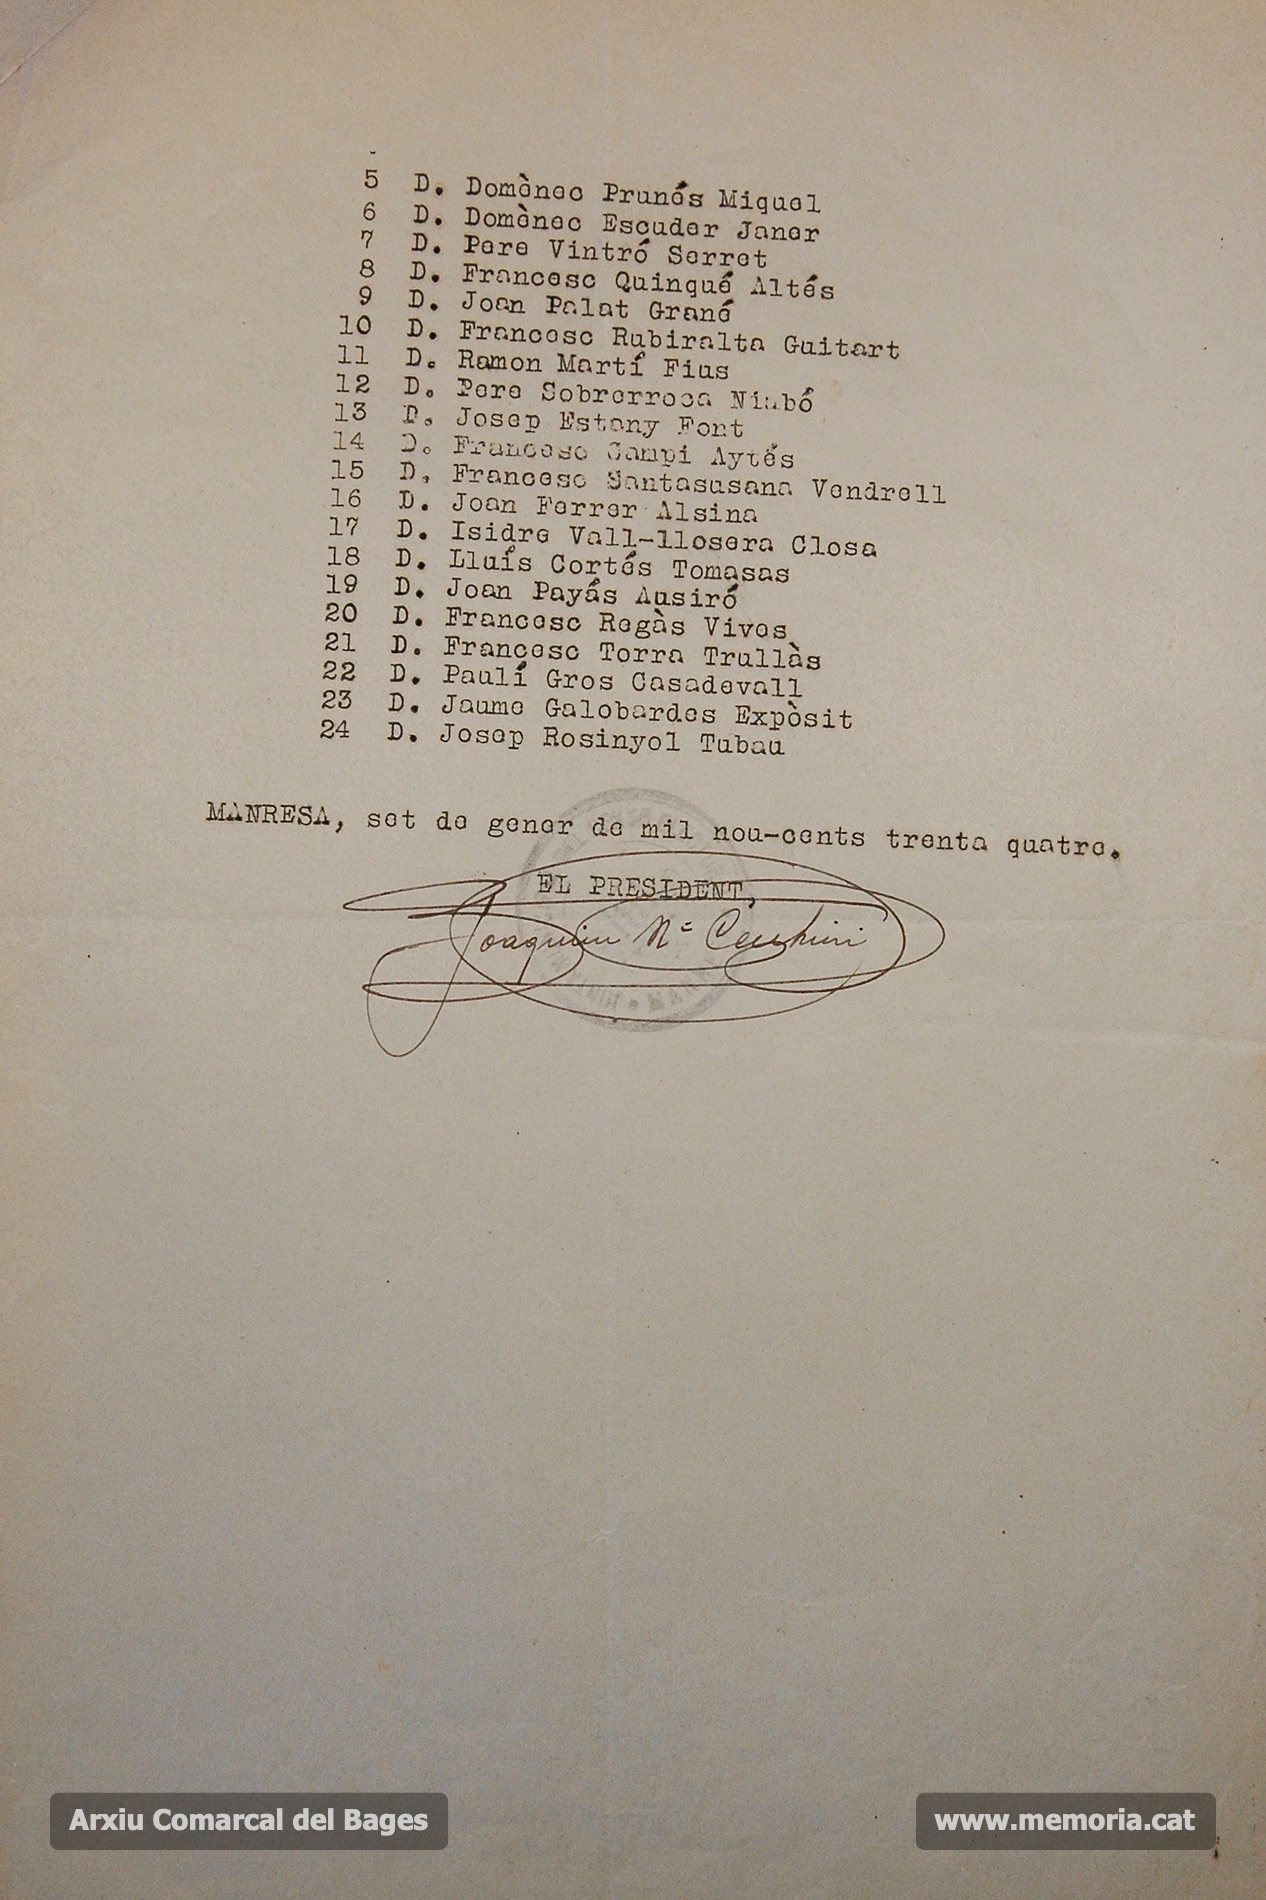 5 D. Domènec Prunés Miquel
6 D. Domènec Escuder Janer
7 D. Pere Vintró Serret
8 D. Francesc Quinqué Altés
9 D. Joan Palat Grané
10 D. Francesc Rubiralta Guitart
11 D. Ramon Martí Fius
12 D. Pere Sobrerroca Niubó
13 D. Josep Estany Font
14 D. Francesc Campi Aytés
15 D. Francesc Santasusana Vendrell
16 D. Joan Ferrer Alsina
17 D. Isidre Vall-llosera Closa
18 D. Lluís Cortés Tomasas
19 D. Joan Payás Ausiró
20 D. Francesc Regàs Vives
21 D. Francesc Torra Trullàs
22 D. Paulí Gros Casadevall
23 D. Jaume Galobardes Expòsit
24 D. Josep Rosinyol Tubau
MANRESA, set de gener de mil nou-cents trenta quatre.
EL PRESIDENT,
Joaquim Mª
Arxiu Comarcal del Bages
www.memoria.cat